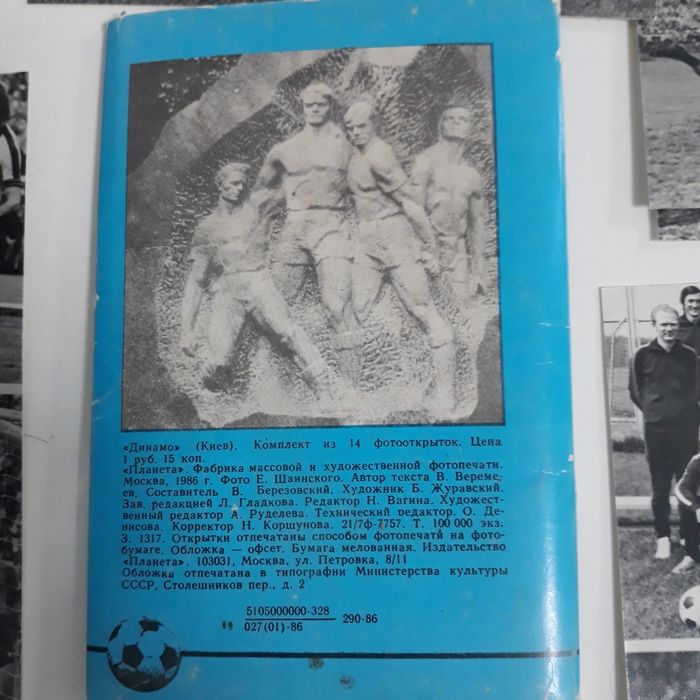 «Динамо» (Киев). Комплект из 14 фотооткрыток. Цена
1 руб. 15 коп.
«Планета». Фабрика массовой и художественной фотопечати.
Москва, 1986 г. Фото Е. Шаинского. Автор текста В. Вереме-
ев, Составитель В. Березовский. Художник Б. Журавский.
Зав. редакцией Л. Гладкова. Редактор Н. Вагина. Художест-
венный редактор А. Руделева. Технический редактор. О. Де-
нисова. Корректор Н. Коршунова. 21/7ф-7757. Т. 100 000 экз.
З. 1317. Открытки отпечатаны способом фотопечати на фото-
бумаге. Обложка — офсет. Бумага мелованная. Издательство
«Планета». 103031, Москва, ул. Петровка, 8/11
Обложка отпечатана в типографии Министерства культуры
СССР, Столешников пер., д. 2
5105000000-328
027(01)-86
290-86